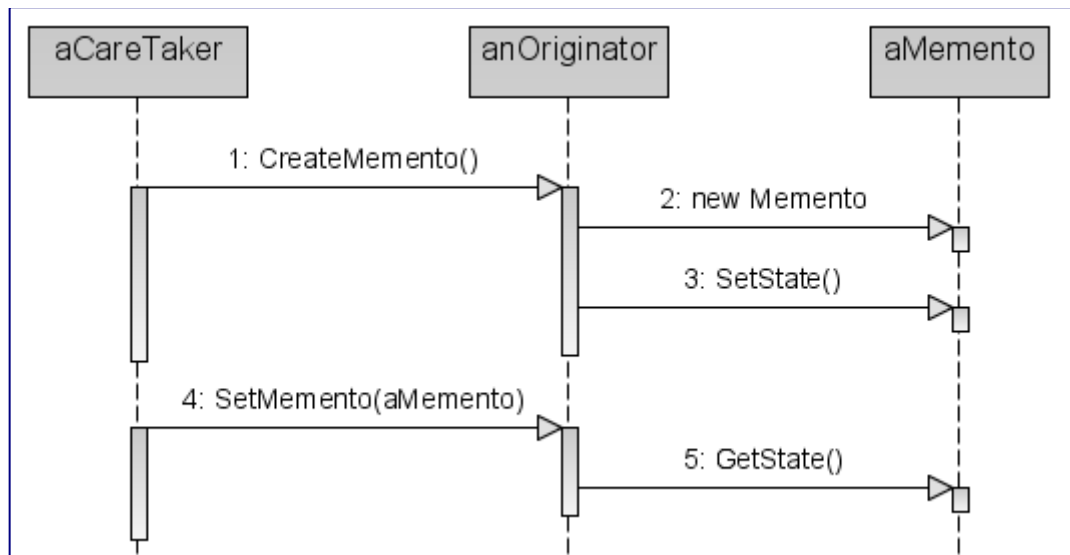 aCareTaker
anOriginator
aMemento
1: CreateMemento()
2: new Memento
3: SetState()
4: SetMemento(aMemento)
5: GetState()